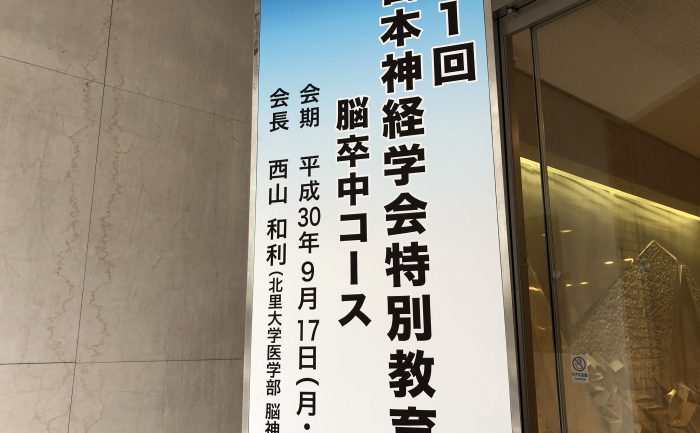 1回
本神経学会特別教育
脳卒中コース
会期 平成30年9月17日(月・
会長 西山 和利(北里大学医学部 脳神